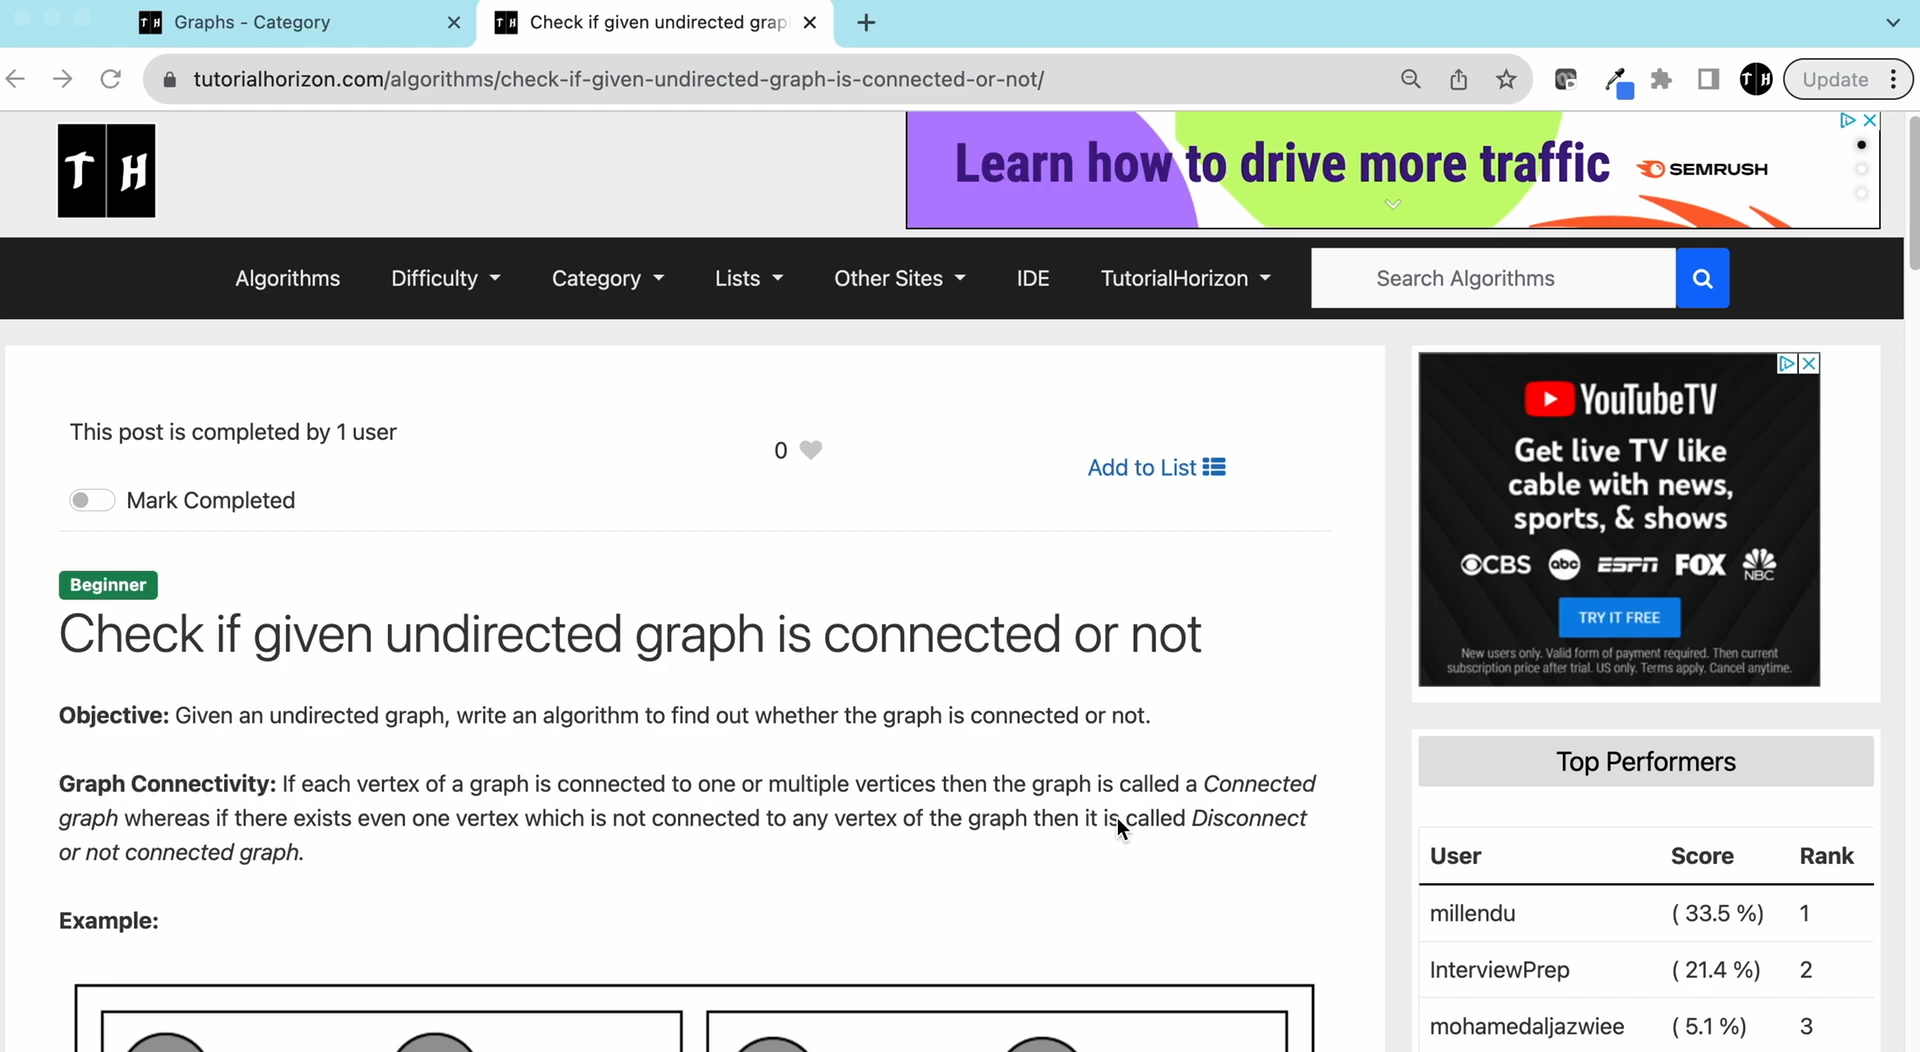 TH Graphs - Category
TH Check if given undirected grap
tutorialhorizon.com/algorithms/check-if-given-undirected-graph-is-connected-or-not/
TH
Update
TH
Learn how to drive more traffic
SEMRUSH
Algorithms
Difficulty
Category
Lists
Other Sites
IDE
TutorialHorizon
Search Algorithms
This post is completed by 1 user
0
Add to List
Mark Completed
Beginner
Check if given undirected graph is connected or not
Objective: Given an undirected graph, write an algorithm to find out whether the graph is connected or not.
Graph Connectivity: If each vertex of a graph is connected to one or multiple vertices then the graph is called a Connected
graph whereas if there exists even one vertex which is not connected to any vertex of the graph then it is called Disconnect
or not connected graph.
Example:
YouTubeTV
Get live TV like
cable with news,
sports, & shows
CBS abc ESPN FOX NBC
TRY IT FREE
New users only. Valid form of payment required. Then current
subscription price after trial. US only. Terms apply. Cancel anytime.
Top Performers
User Score Rank
millendu ( 33.5 %) 1
InterviewPrep ( 21.4 %) 2
mohamedaljazwiee ( 5.1 %) 3